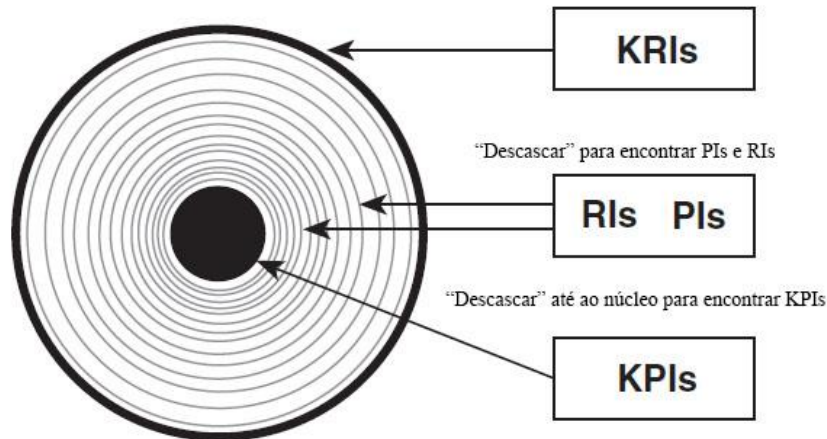 KRIs
“Descascar” para encontrar PIs e RIs
RIs PIs
“Descascar” até ao núcleo para encontrar KPIs
KPIs